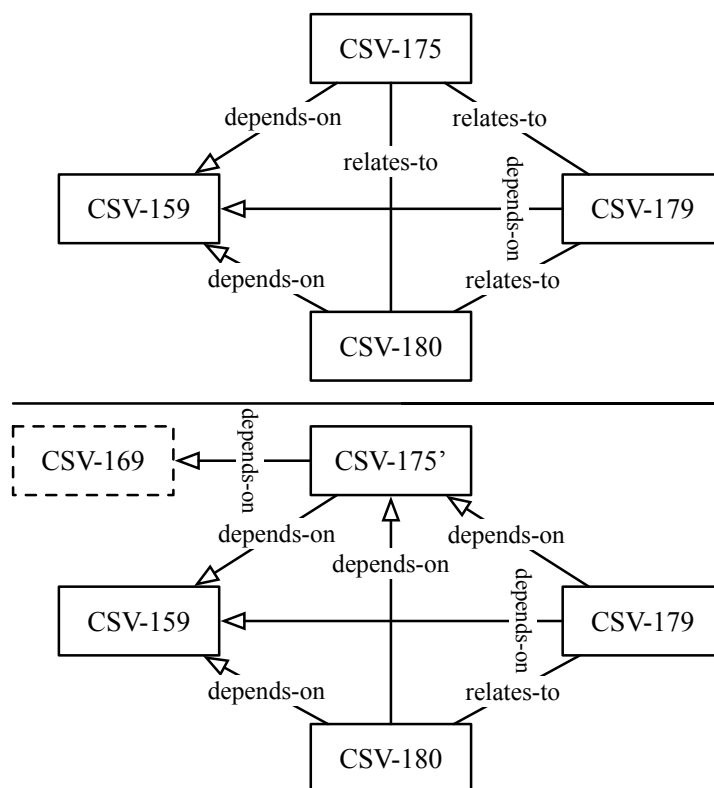 CSV-175
depends-on
relates-to
relates-to
depends-on
CSV-159
CSV-179
depends-on
relates-to
CSV-180
CSV-169
depends-on
CSV-175’
depends-on
depends-on
depends-on
depends-on
CSV-159
CSV-179
depends-on
relates-to
CSV-180